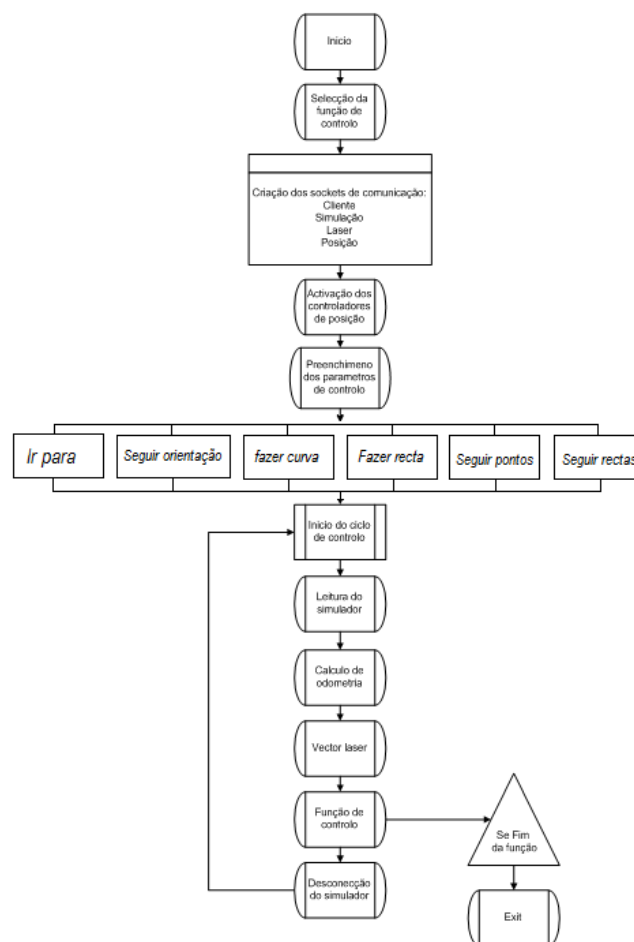 Inicio
Selecção da
função de
controlo
Criação dos sockets de comunicação:
Cliente
Simulação
Laser
Posição
Activação dos
controladores
de posição
Preenchimeno
dos parametros
de controlo
Ir para
Seguir orientação
fazer curva
Fazer recta
Seguir pontos
Seguir rectas
Inicio do ciclo
de controlo
Leitura do
simulador
Calculo de
odometria
Vector laser
Função de
controlo
Se Fim
da função
Desconecção
do simulador
Exit